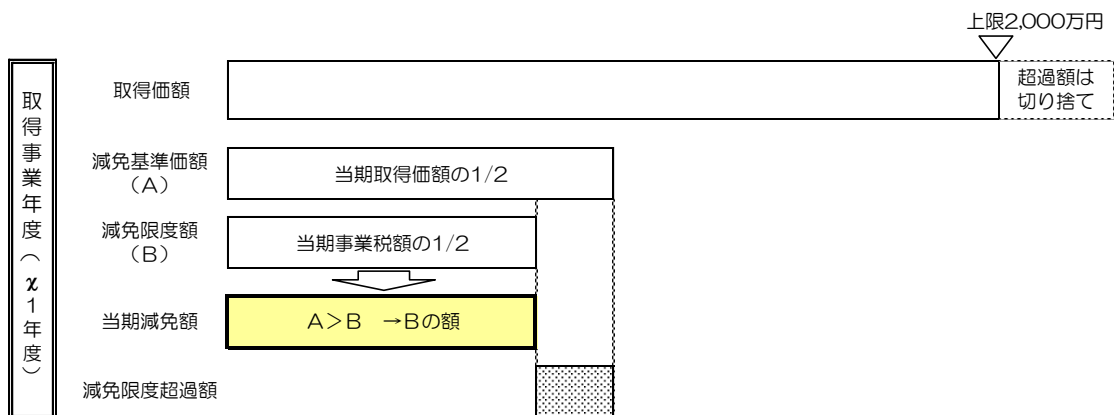 上限2,000万円
取得事業年度(χ1年度)
取得価額
超過額は
切り捨て
減免基準価額
(A)
当期取得価額の1/2
減免限度額
(B)
当期事業税額の1/2
当期減免額
A>B →Bの額
減免限度超過額